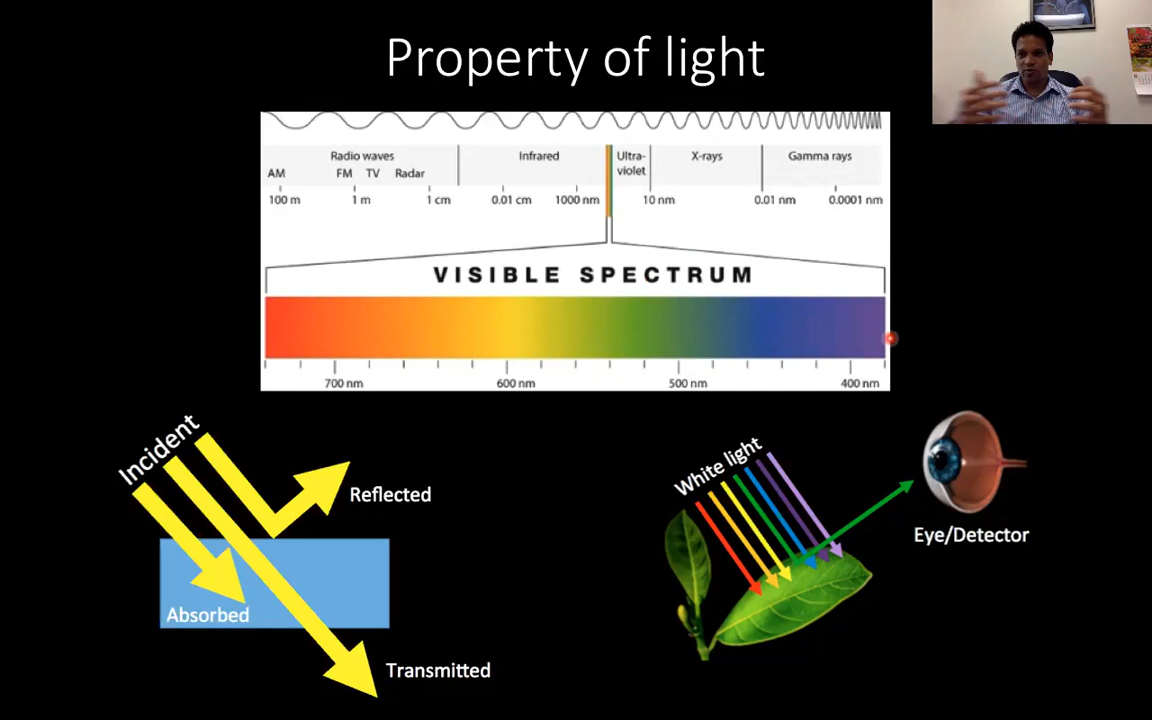 Property of light
Radio waves Infrared Ultra-
violet X-rays Gamma rays
AM FM TV Radar
100 m 1 m 1 cm 0.01 cm 1000 nm 10 nm 0.01 nm 0.0001 nm
VISIBLE SPECTRUM
700 nm 600 nm 500 nm 400 nm
Incident
Reflected
Absorbed
Transmitted
White light
Eye/Detector